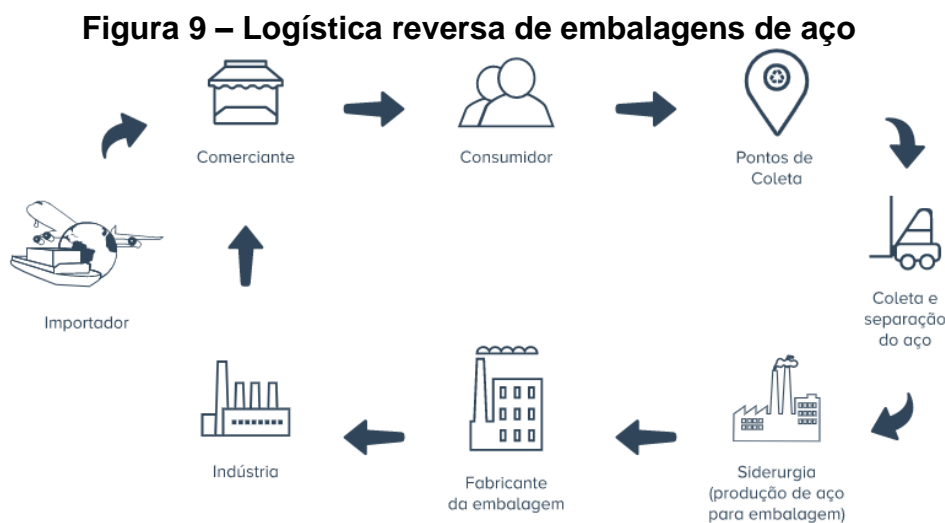 Figura 9 – Logística reversa de embalagens de aço
Comerciante
Consumidor
Pontos de
Coleta
Importador
Coleta e
separação
do aço
Indústria
Fabricante
da embalagem
Siderurgia
(produção de aço
para embalagem)